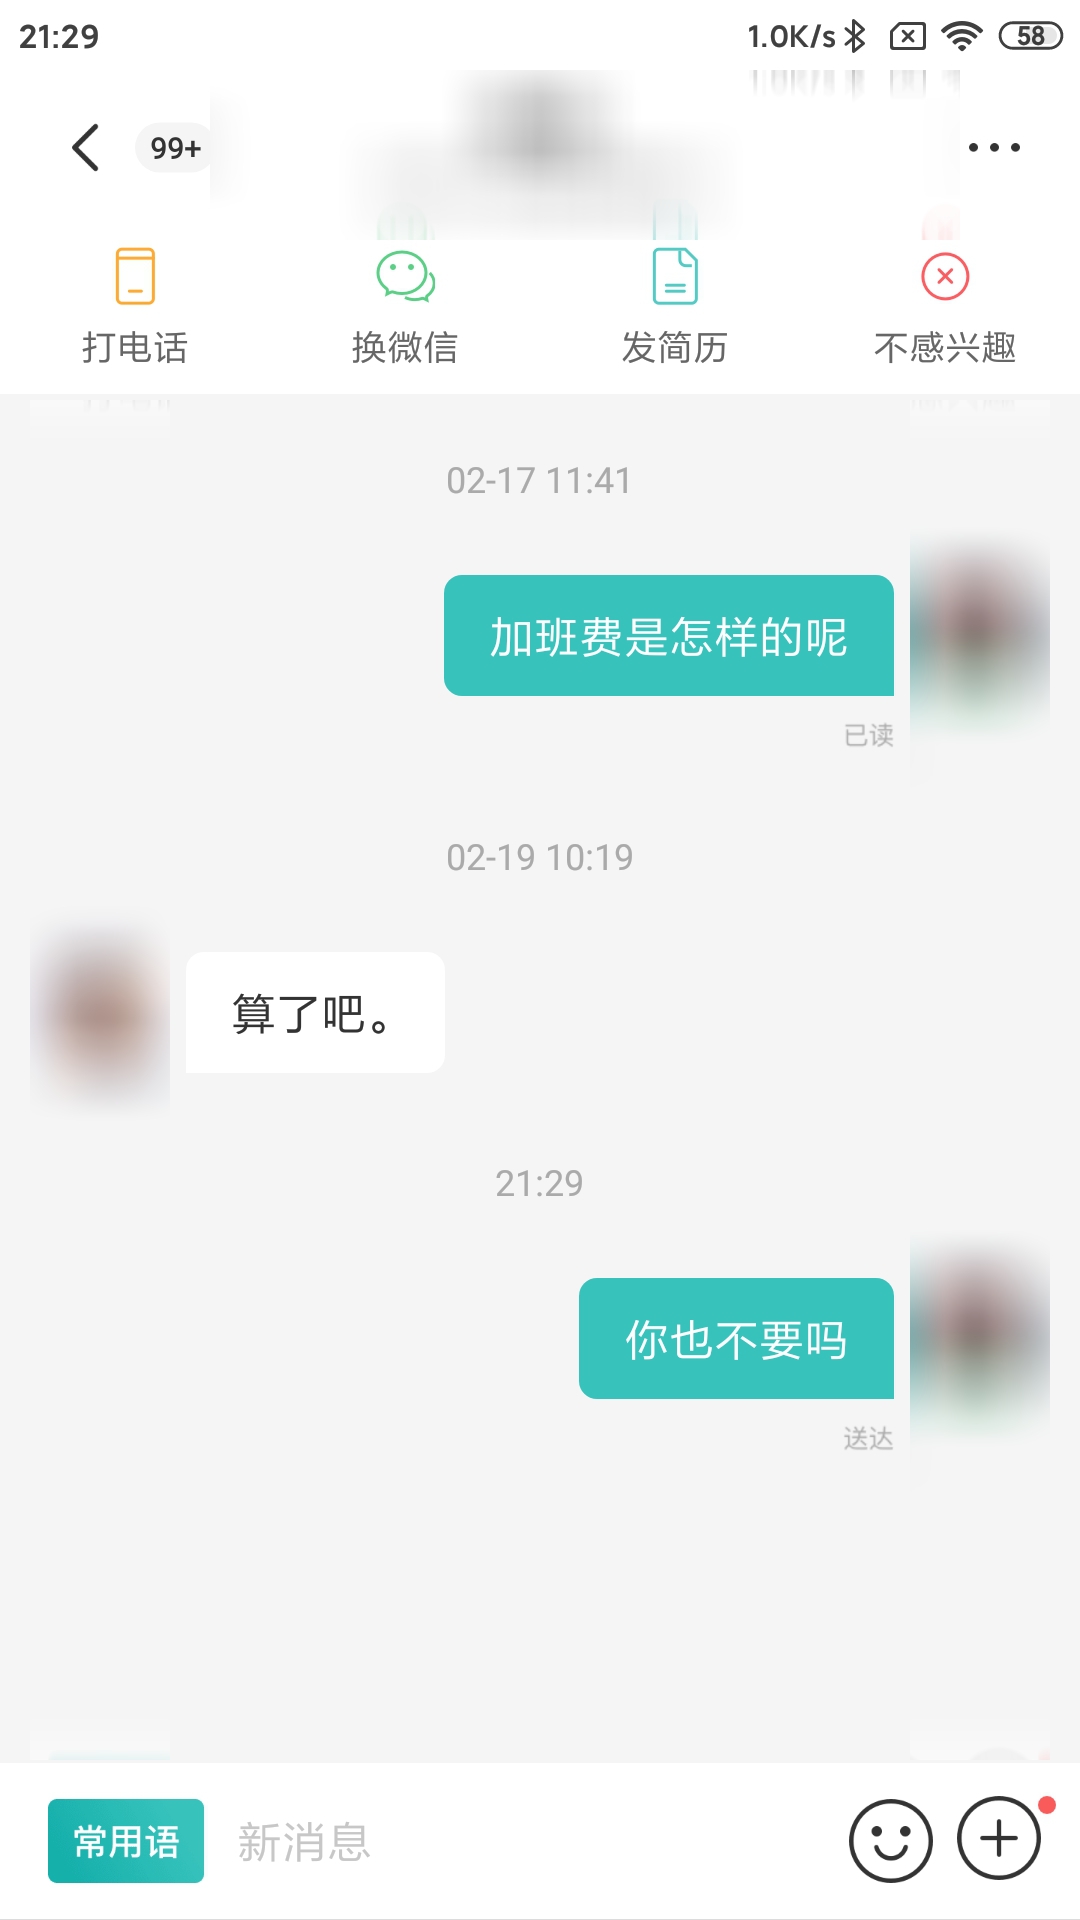 21:29
1.0K/s
58
99+
打电话
换微信
发简历
不感兴趣
02-17 11:41
加班费是怎样的呢
已读
02-19 10:19
算了吧。
21:29
你也不要吗
送达
常用语
新消息